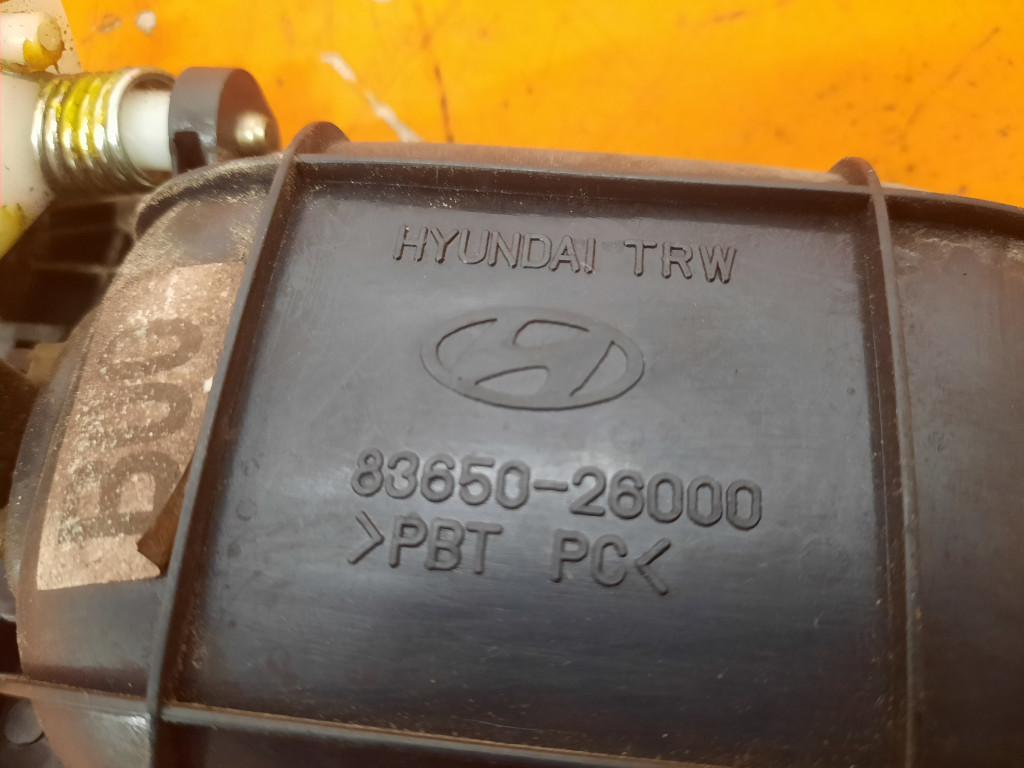 HYUNDAI TRW
83650-26000
>PBT PC<